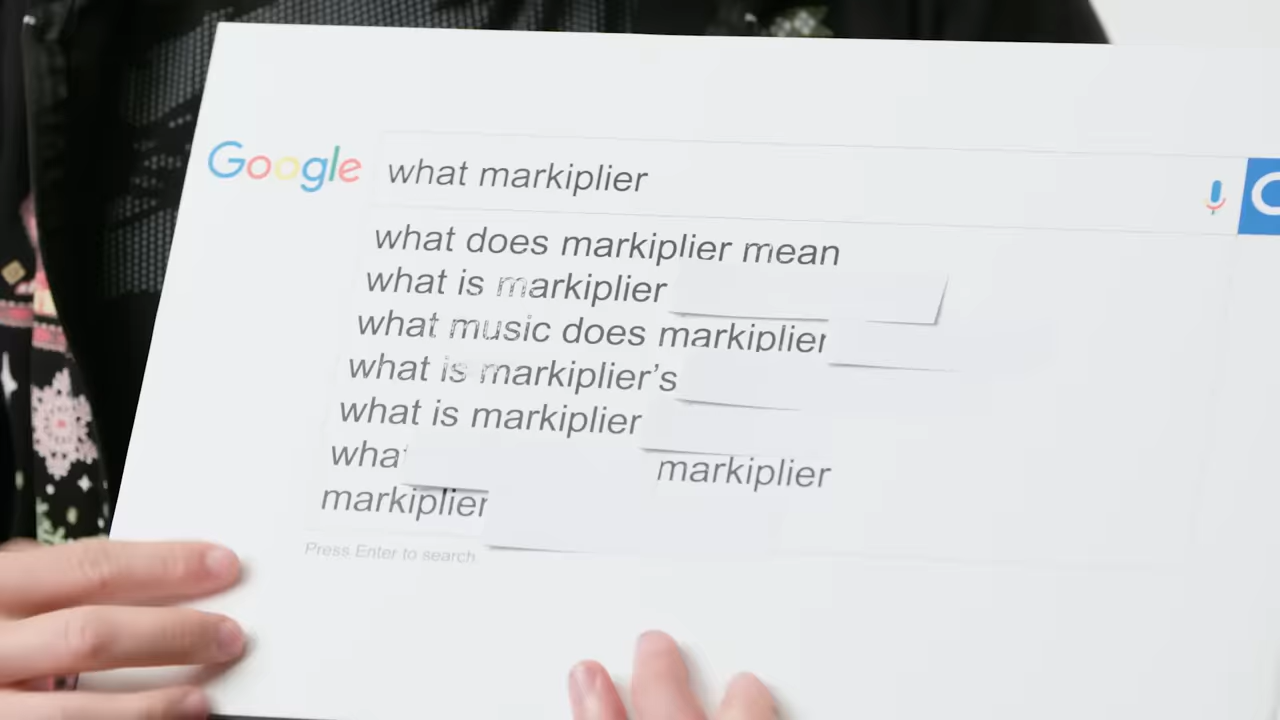 Google what markiplier
what does markiplier mean
what is markiplier
what music does markiplier
what is markiplier's
what is markiplier
what markiplier
markiplier
Press Enter to search